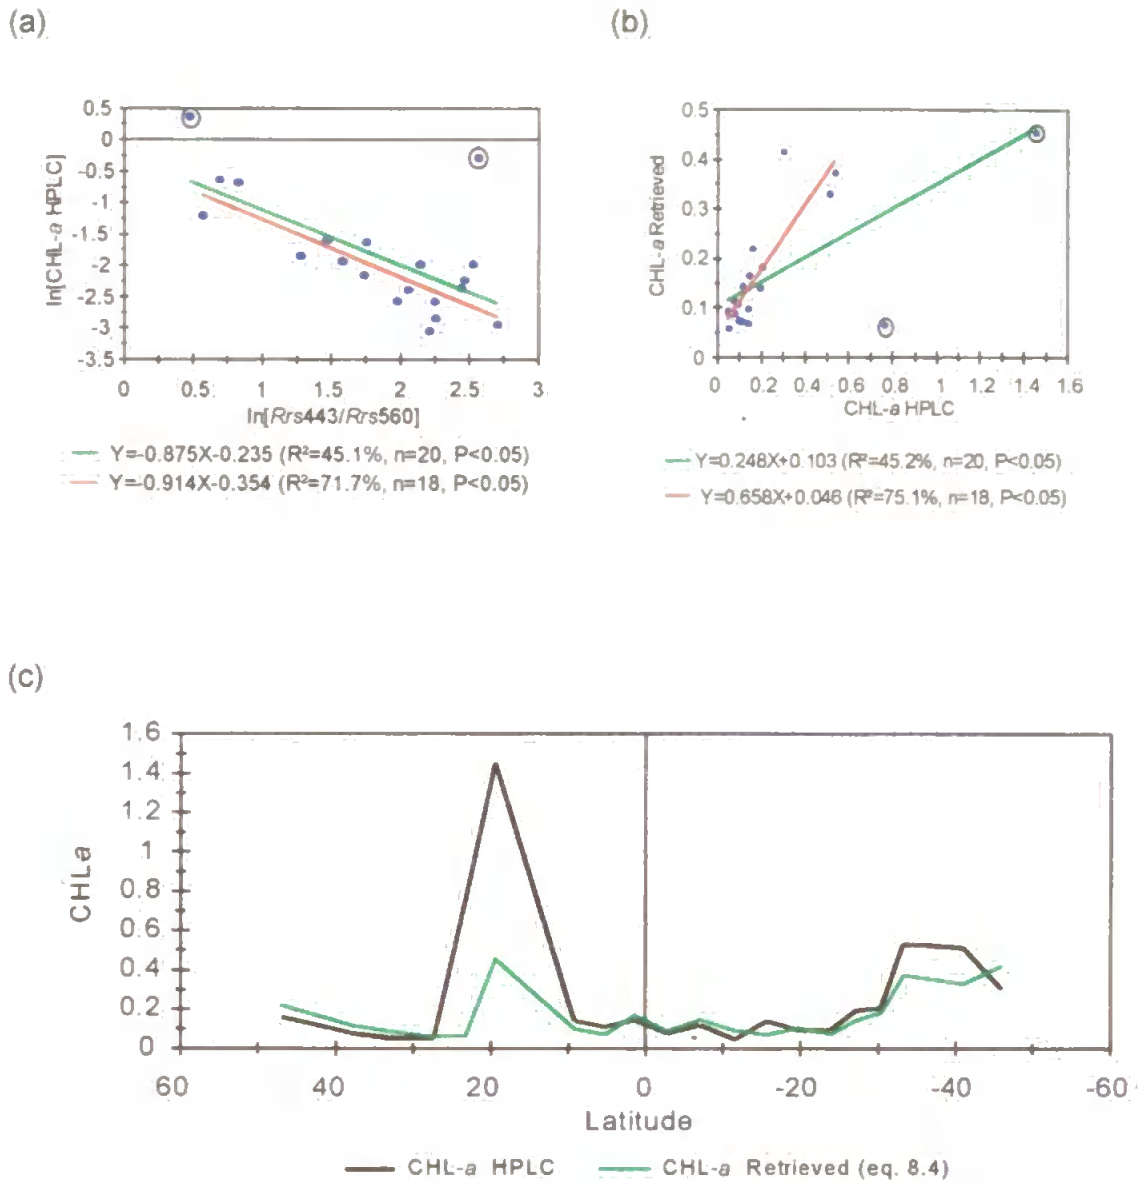 (a)
(b)
0.5
0
-0.5
-1
-1.5
-2
-2.5
-3
-3.5
ln[CHL-a HPLC]
0 0.5 1 1.5 2 2.5 3
ln[Rrs443/Rrs560]
Y=-0.875X-0.235 (R²=45.1%, n=20, P<0.05)
Y=-0.914X-0.354 (R²=71.7%, n=18, P<0.05)
0.5
0.4
0.3
0.2
0.1
0
CHL-a Retrieved
0 0.2 0.4 0.6 0.8 1 1.2 1.4 1.6
CHL-a HPLC
Y=0.248X+0.103 (R²=45.2%, n=20, P<0.05)
Y=0.658X+0.046 (R²=75.1%, n=18, P<0.05)
(c)
1.6
1.4
1.2
1
0.8
0.6
0.4
0.2
0
CHLa
60 40 20 0 -20 -40 -60
Latitude
CHL-a HPLC CHL-a Retrieved (eq. 8.4)